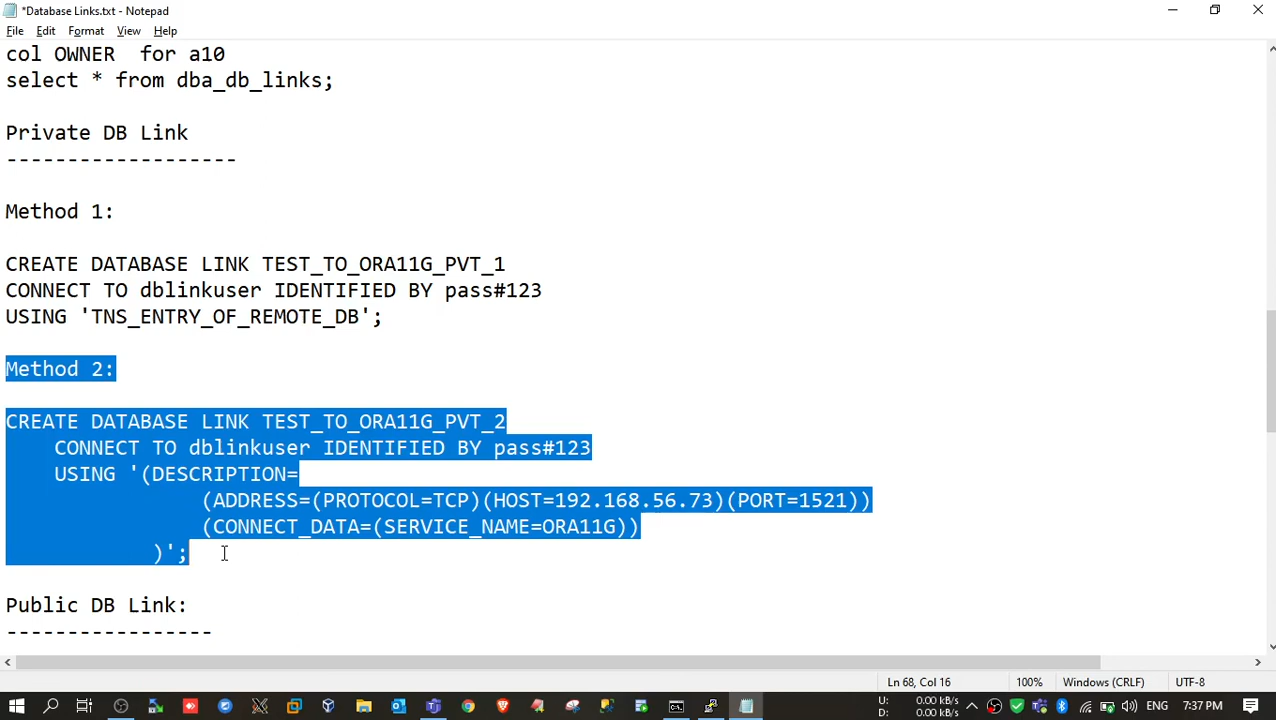 *Database Links.txt - Notepad
File Edit Format View Help
col OWNER  for a10
select * from dba_db_links;
Private DB Link
-------------------
Method 1:
CREATE DATABASE LINK TEST_TO_ORA11G_PVT_1
CONNECT TO dblinkuser IDENTIFIED BY pass#123
USING 'TNS_ENTRY_OF_REMOTE_DB';
Method 2:
CREATE DATABASE LINK TEST_TO_ORA11G_PVT_2
CONNECT TO dblinkuser IDENTIFIED BY pass#123
USING '(DESCRIPTION=
(ADDRESS=(PROTOCOL=TCP)(HOST=192.168.56.73)(PORT=1521))
(CONNECT_DATA=(SERVICE_NAME=ORA11G))
)';
Public DB Link:
-----------------
Ln 68, Col 16 100% Windows (CRLF) UTF-8
U: 0.00 kB/s
D: 0.00 kB/s
ENG 7:37 PM